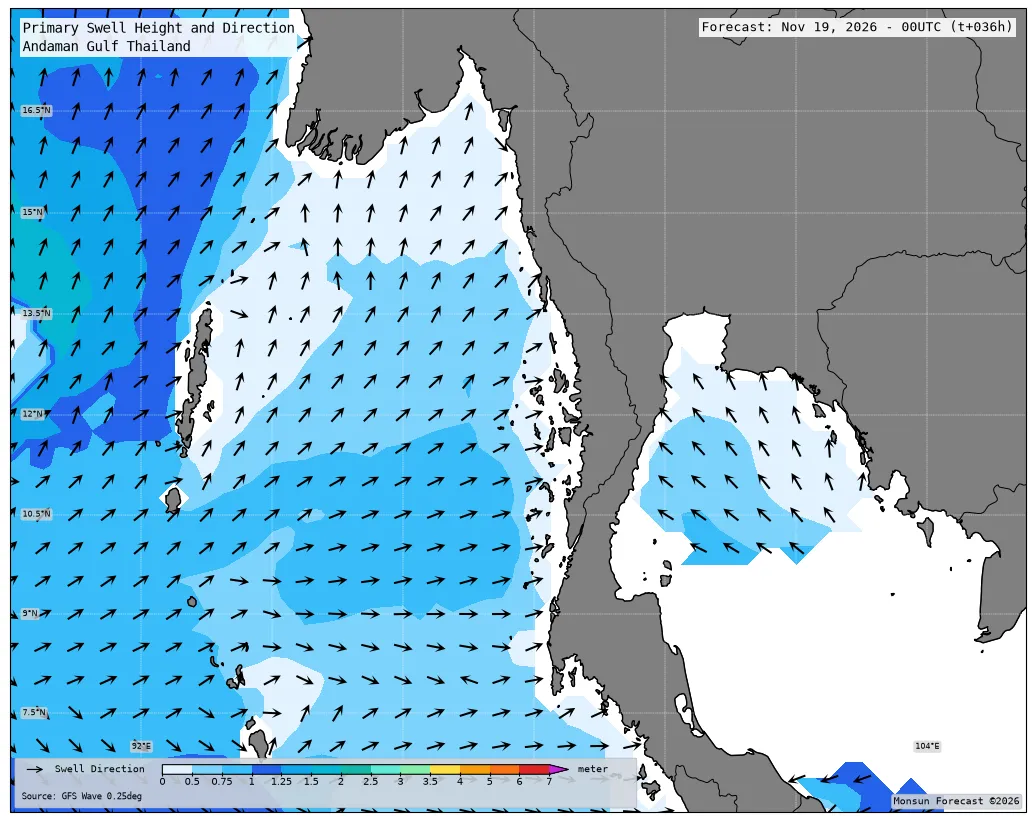 Primary Swell Height and Direction
Andaman Gulf Thailand
Forecast: Nov 19, 2026 - 00UTC (t+036h)
16.5°N
15°N
13.5°N
12°N
10.5°N
9°N
7.5°N
92°E
104°E
Swell Direction
meter
0 0.5 0.75 1 1.25 1.5 2 2.5 3 3.5 4 5 6 7
Source: GFS Wave 0.25deg
Monsun Forecast ©2026